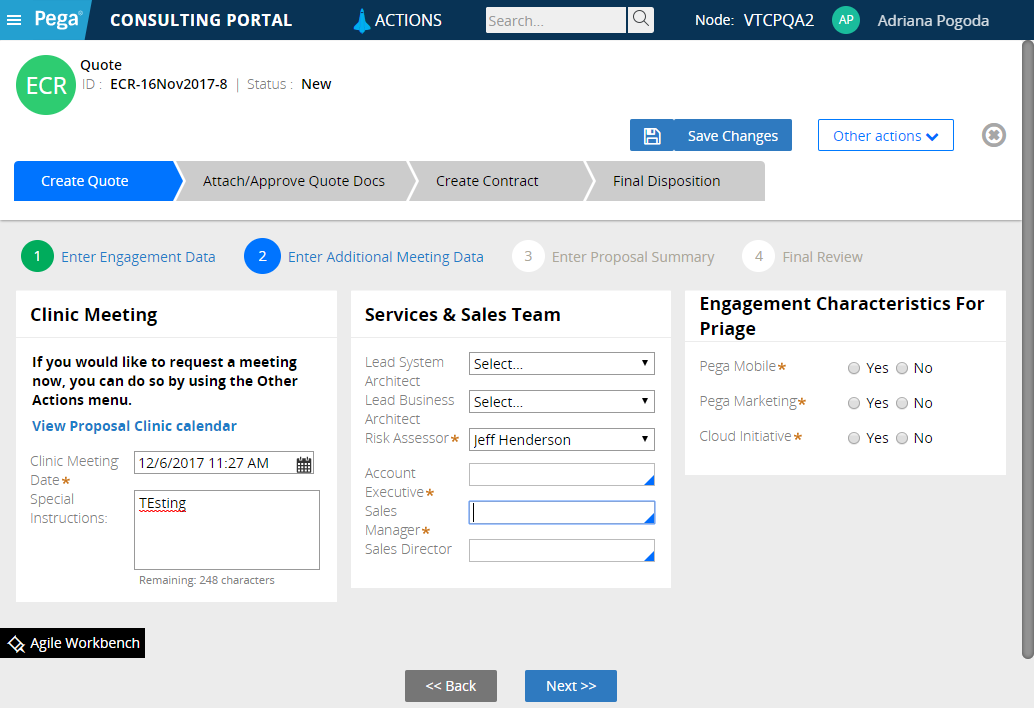 Pega CONSULTING PORTAL ACTIONS Search... Node: VTCPQA2 AP Adriana Pogoda
ECR
Quote
ID : ECR-16Nov2017-8 | Status : New
Save Changes Other actions
Create Quote Attach/Approve Quote Docs Create Contract Final Disposition
1 Enter Engagement Data 2 Enter Additional Meeting Data 3 Enter Proposal Summary 4 Final Review
Clinic Meeting
If you would like to request a meeting
now, you can do so by using the Other
Actions menu.
View Proposal Clinic calendar
Clinic Meeting
Date* 12/6/2017 11:27 AM
Special
Instructions: TEsting
Remaining: 248 characters
Services & Sales Team
Lead System
Architect Select...
Lead Business
Architect Select...
Risk Assessor* Jeff Henderson
Account
Executive*
Sales
Manager*
Sales Director
Engagement Characteristics For
Priage
Pega Mobile* Yes No
Pega Marketing* Yes No
Cloud Initiative* Yes No
Agile Workbench
<< Back Next >>